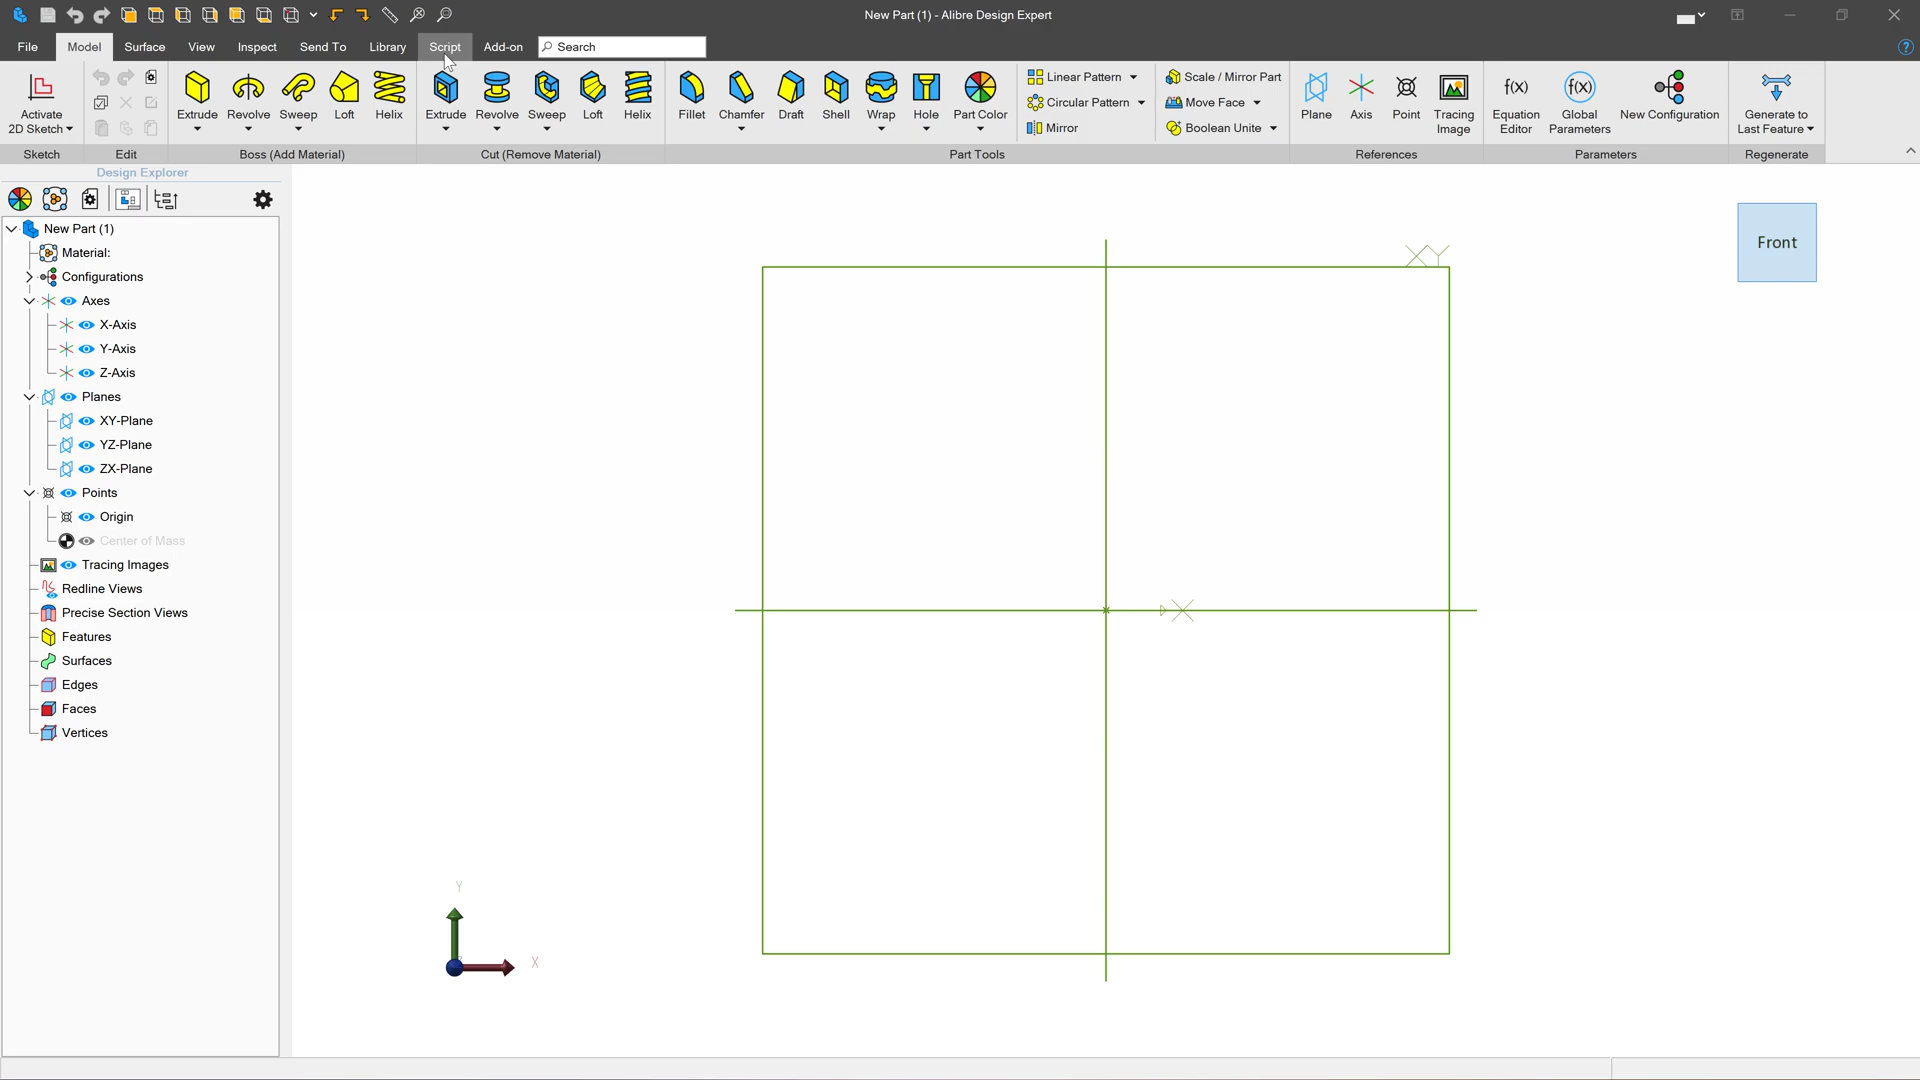 New Part (1) - Alibre Design Expert
File Model Surface View Inspect Send To Library Script Add-on Search
Activate
2D Sketch
Extrude Revolve Sweep Loft Helix
Extrude Revolve Sweep Loft Helix
Fillet Chamfer Draft Shell Wrap Hole Part Color
Linear Pattern
Circular Pattern
Mirror
Scale / Mirror Part
Move Face
Boolean Unite
Plane Axis Point Tracing
Image
f(x) Equation
Editor
f(x) Global
Parameters
New Configuration
Generate to
Last Feature
Sketch Edit Boss (Add Material) Cut (Remove Material) Part Tools References Parameters Regenerate
Design Explorer
New Part (1)
Material:
Configurations
Axes
X-Axis
Y-Axis
Z-Axis
Planes
XY-Plane
YZ-Plane
ZX-Plane
Points
Origin
Center of Mass
Tracing Images
Redline Views
Precise Section Views
Features
Surfaces
Edges
Faces
Vertices
XY
Front
X
Y
X